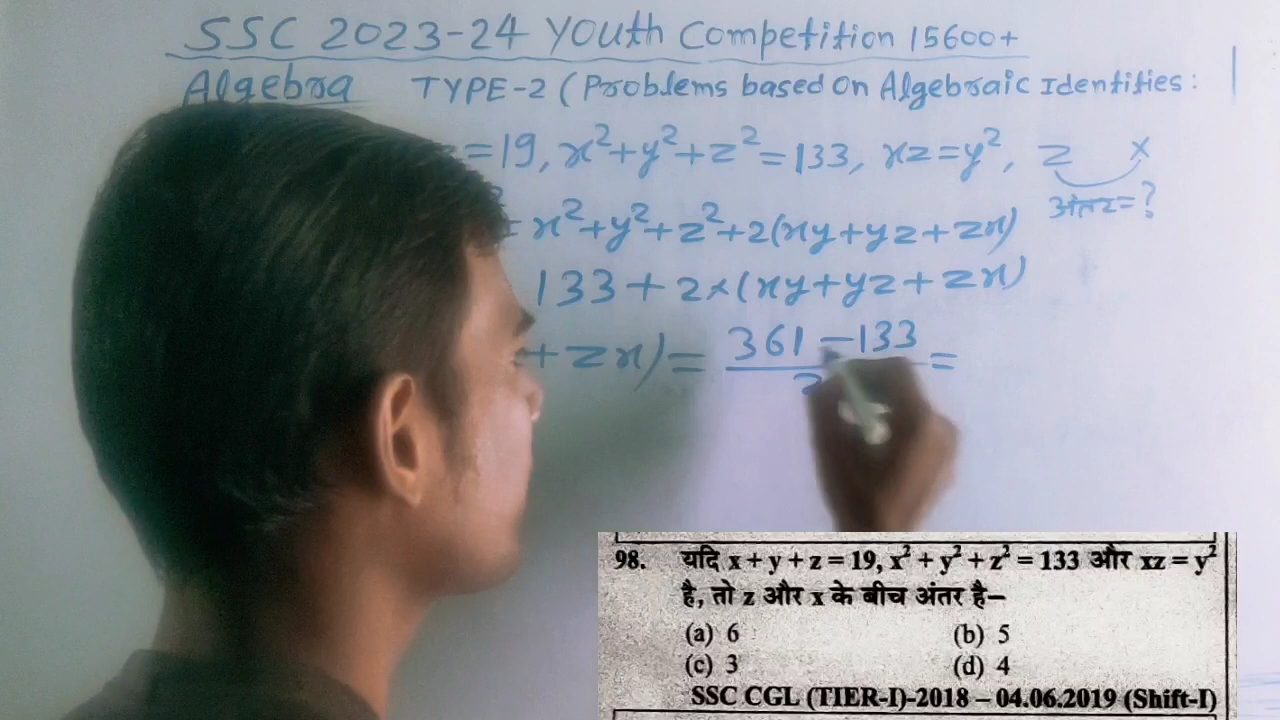 SSC 2023-24 Youth Competition 15600+
Algebra TYPE-2 (Problems based on Algebraic Identities:
=19, x²+y²+z²=133, xz=y², z x
अंतर=?
x²+y²+z²+2(xy+yz+zx)
133+2×(xy+yz+zx)
+zx)= 361-133 =
2
98. यदि x + y + z = 19, x² + y² + z² = 133 और xz = y²
है, तो z और x के बीच अंतर है–
(a) 6 (b) 5
(c) 3 (d) 4
SSC CGL (TIER-I)-2018 – 04.06.2019 (Shift-I)